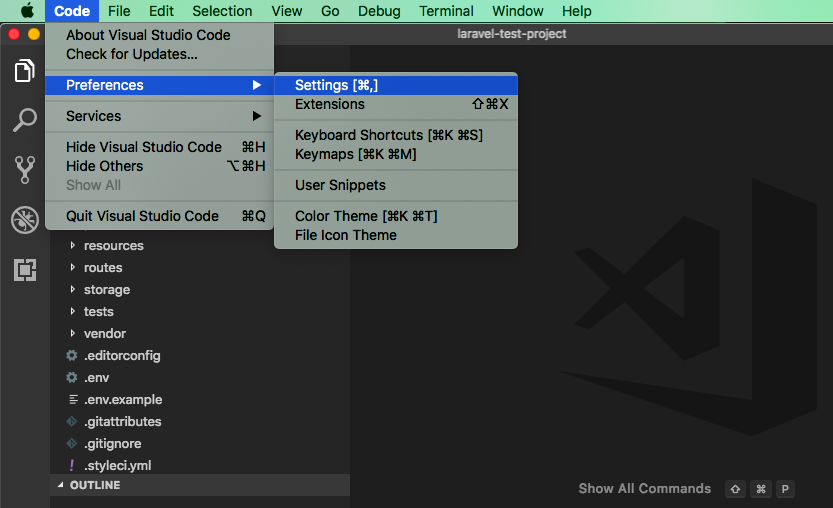 Code File Edit Selection View Go Debug Terminal Window Help
laravel-test-project
About Visual Studio Code
Check for Updates...
Preferences
Services
Hide Visual Studio Code ⌘H
Hide Others ⌥⌘H
Show All
Quit Visual Studio Code ⌘Q
Settings [⌘,]
Extensions ⇧⌘X
Keyboard Shortcuts [⌘K ⌘S]
Keymaps [⌘K ⌘M]
User Snippets
Color Theme [⌘K ⌘T]
File Icon Theme
resources
routes
storage
tests
vendor
.editorconfig
.env
.env.example
.gitattributes
.gitignore
! .styleci.yml
OUTLINE
Show All Commands ⇧ ⌘ P